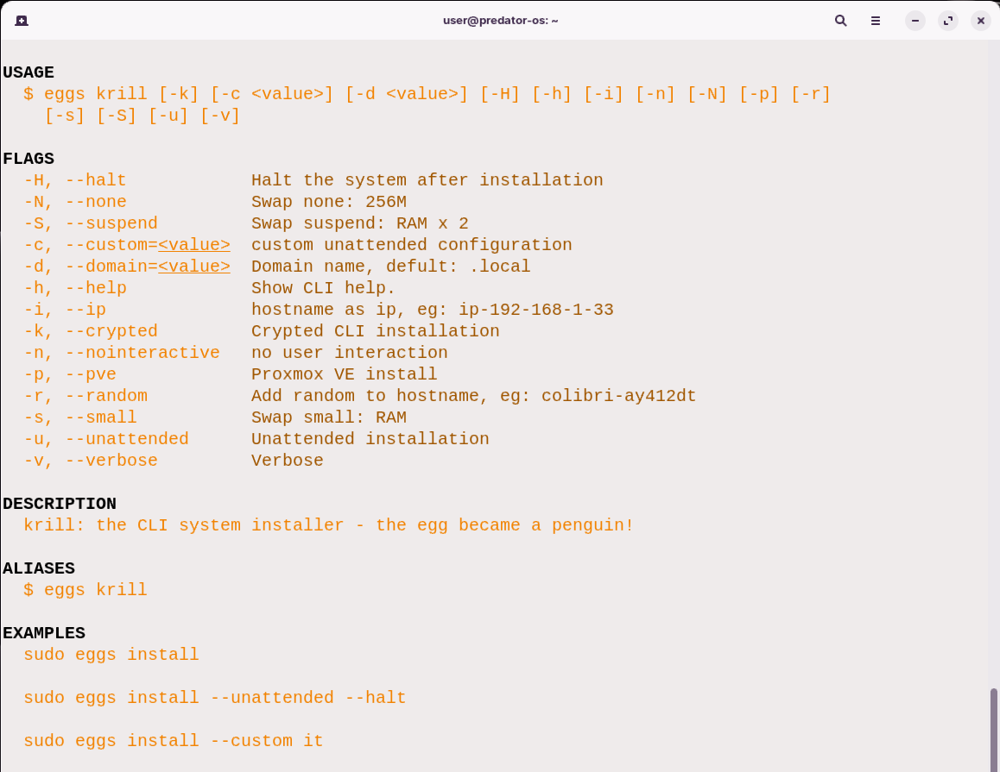 user@predator-os: ~
USAGE
$ eggs krill [-k] [-c <value>] [-d <value>] [-H] [-h] [-i] [-n] [-N] [-p] [-r]
[-s] [-S] [-u] [-v]
FLAGS
-H, --halt Halt the system after installation
-N, --none Swap none: 256M
-S, --suspend Swap suspend: RAM x 2
-c, --custom=<value> custom unattended configuration
-d, --domain=<value> Domain name, defult: .local
-h, --help Show CLI help.
-i, --ip hostname as ip, eg: ip-192-168-1-33
-k, --crypted Crypted CLI installation
-n, --nointeractive no user interaction
-p, --pve Proxmox VE install
-r, --random Add random to hostname, eg: colibri-ay412dt
-s, --small Swap small: RAM
-u, --unattended Unattended installation
-v, --verbose Verbose
DESCRIPTION
krill: the CLI system installer - the egg became a penguin!
ALIASES
$ eggs krill
EXAMPLES
sudo eggs install
sudo eggs install --unattended --halt
sudo eggs install --custom it